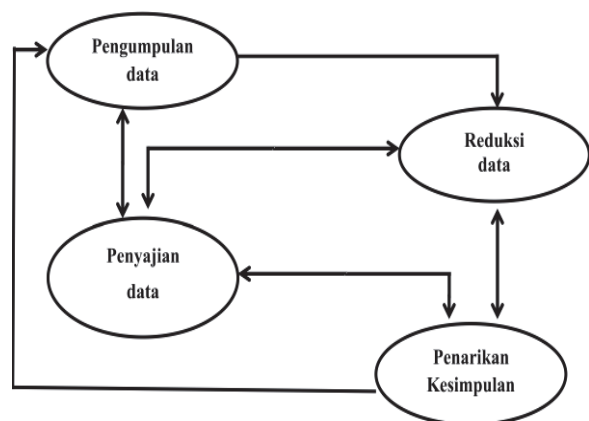 Pengumpulan
data
Reduksi
data
Penyajian
data
Penarikan
Kesimpulan